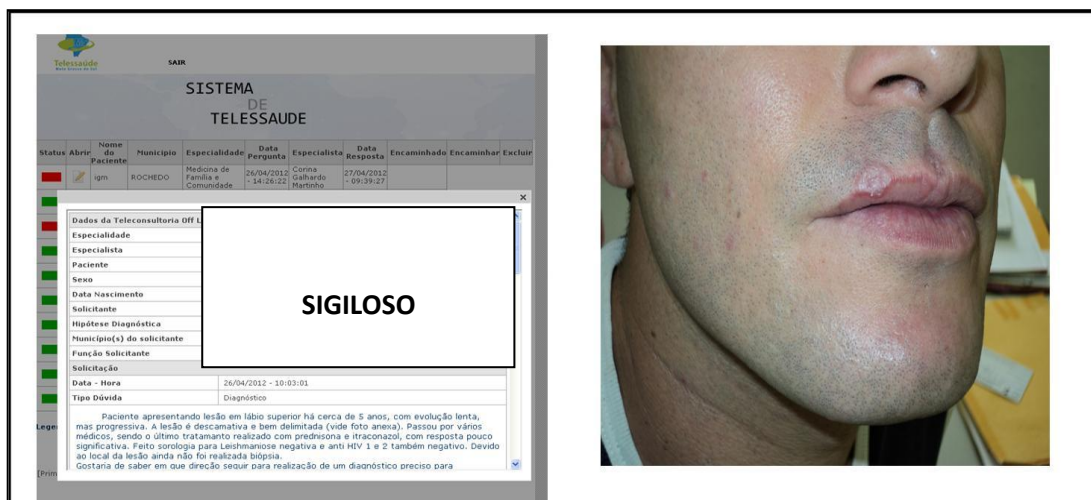 Telessaúde
SAIR
SISTEMA
DE
TELESSAUDE
Status Abrir Nome do Paciente Município Especialidade Data Pergunta Especialista Data Resposta Encaminhado Encaminhar Excluir
igm ROCHEDO Medicina de Família e Comunidade 26/04/2012 - 14:26:22 Corina Galhardo Martinho 27/04/2012 - 09:39:27
Dados da Teleconsultoria Off L
Especialidade
Especialista
Paciente
Sexo
Data Nascimento
Solicitante
Hipótese Diagnóstica
Município(s) do solicitante
Função Solicitante
SIGILOSO
Solicitação
Data - Hora 26/04/2012 - 10:03:01
Tipo Dúvida Diagnóstico
Paciente apresentando lesão em lábio superior há cerca de 5 anos, com evolução lenta,
mas progressiva. A lesão é descamativa e bem delimitada (vide foto anexa). Passou por vários
médicos, sendo o último tratamanto realizado com prednisona e itraconazol, com resposta pouco
significativa. Feito sorologia para Leishmaniose negativa e anti HIV 1 e 2 também negativo. Devido
ao local da lesão ainda não foi realizada biópsia.
Gostaria de saber em que direção seguir para realização de um diagnóstico preciso para
Lege
[Prim